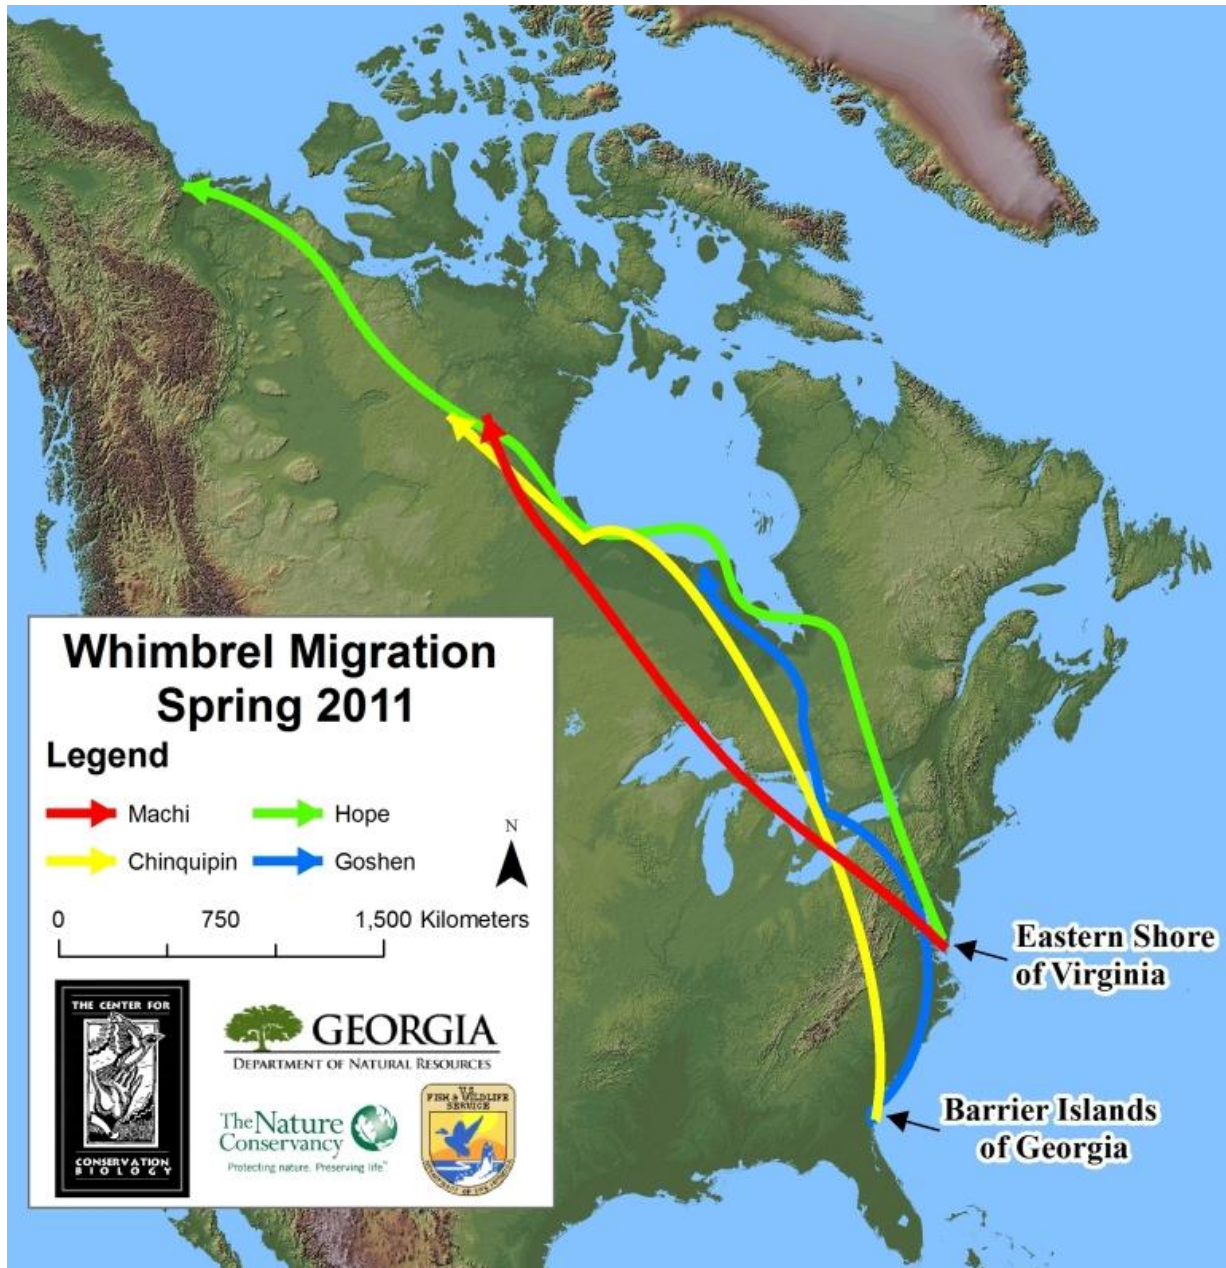 Whimbrel Migration
Spring 2011
Legend
Machi
Hope
Chinquipin
Goshen
N
0 750 1,500 Kilometers
THE CENTER FOR
CONSERVATION
BIOLOGY
GEORGIA
DEPARTMENT OF NATURAL RESOURCES
The Nature
Conservancy
Protecting nature. Preserving life™
U.S.
FISH & WILDLIFE
SERVICE
Eastern Shore
of Virginia
Barrier Islands
of Georgia